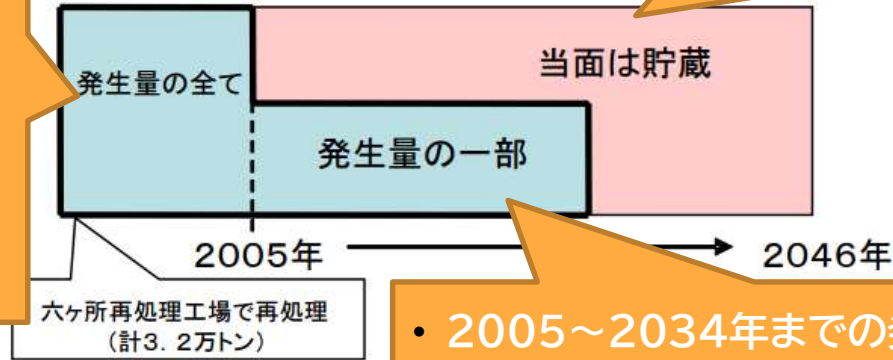 当面は貯蔵
発生量の全て
発生量の一部
2005年
2046年
六ヶ所再処理工場で再処理
(計3．2万トン)
• 2005～2034年までの